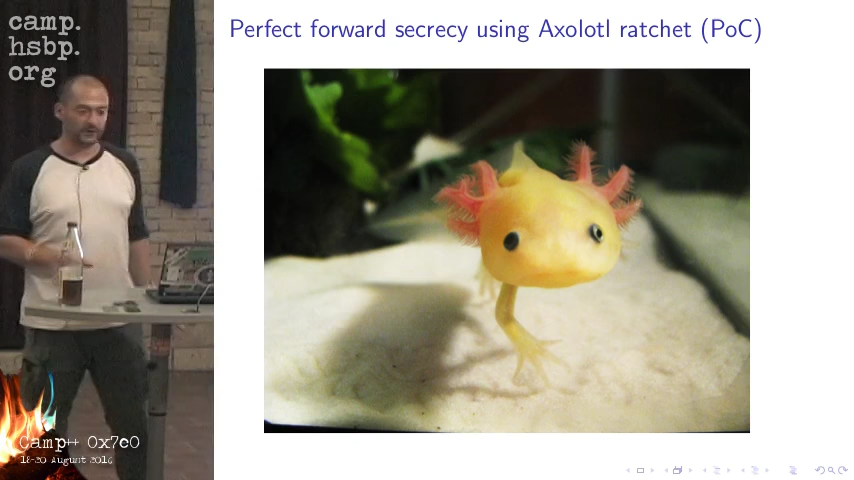 camp.
hsbp.
org
Perfect forward secrecy using Axolotl ratchet (PoC)
Camp++ 0x7e0
18-20 August 2016